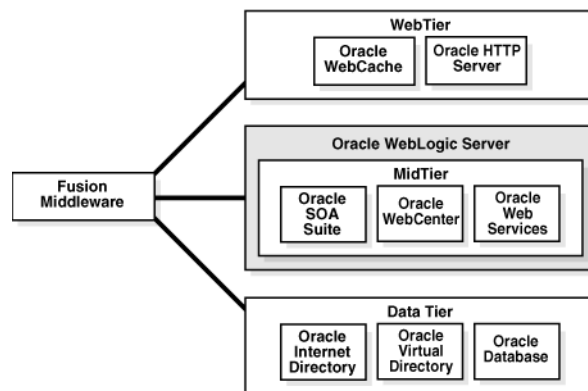 WebTier
Oracle
WebCache
Oracle HTTP
Server
Fusion
Middleware
Oracle WebLogic Server
MidTier
Oracle
SOA
Suite
Oracle
WebCenter
Oracle
Web
Services
Data Tier
Oracle
Internet
Directory
Oracle
Virtual
Directory
Oracle
Database